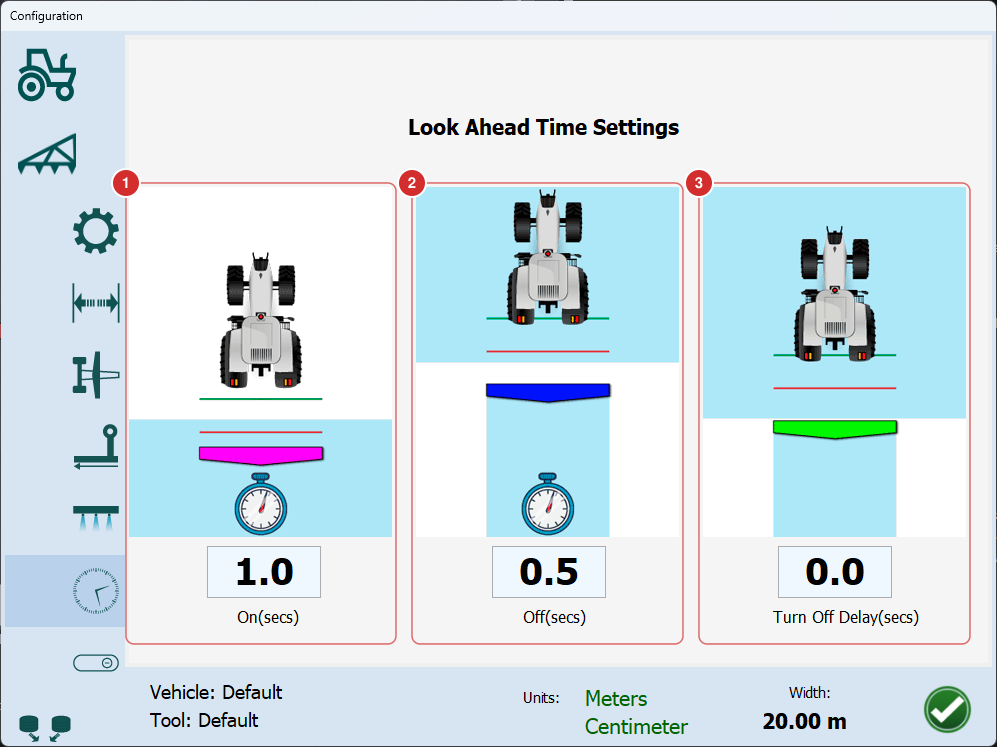 Configuration
Look Ahead Time Settings
1
2
3
1.0
0.5
0.0
On(secs)
Off(secs)
Turn Off Delay(secs)
Vehicle: Default
Tool: Default
Units:
Meters
Centimeter
Width:
20.00 m